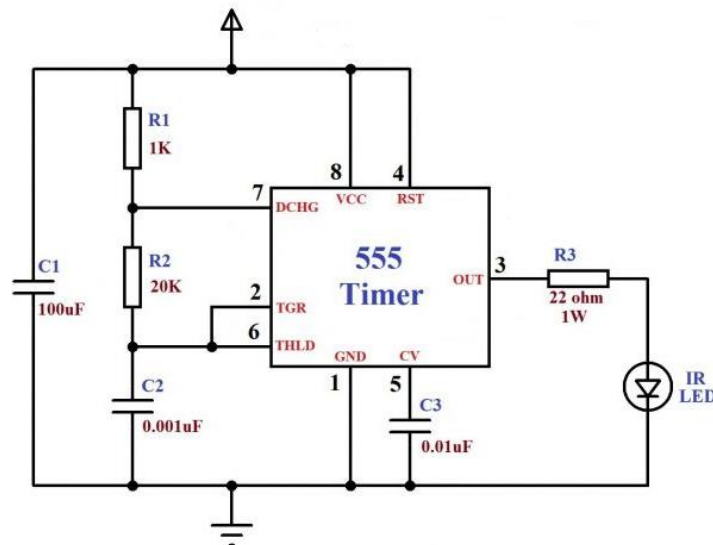 R1
1K
8
4
7
DCHG
VCC
RST
555
Timer
C1
100uF
R2
20K
2
TGR
6
THLD
OUT
3
R3
22 ohm
1W
GND
CV
1
5
C2
0.001uF
C3
0.01uF
IR
LED